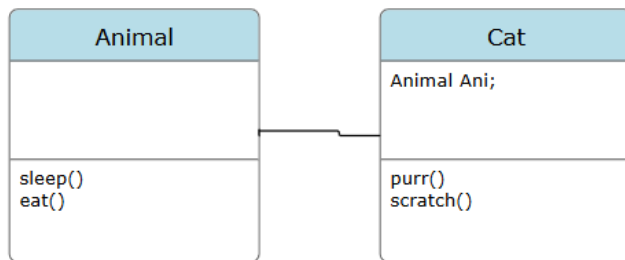 Animal
sleep()
eat()
Cat
Animal Ani;
purr()
scratch()